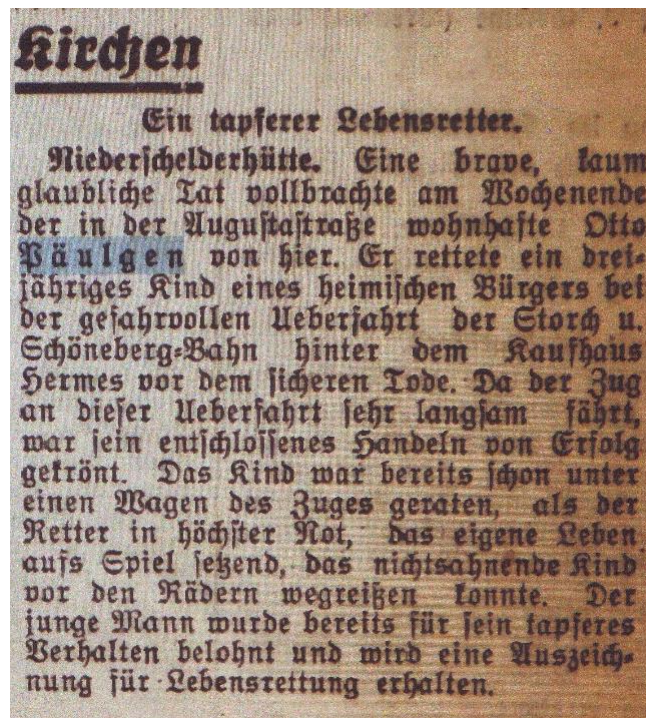 Kirchen
Ein tapferer Lebensretter.
Niederschelderhütte. Eine brave, kaum
glaubliche Tat vollbrachte am Wochenende
der in der Augustastraße wohnhafte Otto
Päulgen von hier. Er rettete ein drei-
jähriges Kind eines heimischen Bürgers bei
der gefahrvollen Ueberfahrt der Storch u.
Schöneberg-Bahn hinter dem Kaufhaus
Hermes vor dem sicheren Tode. Da der Zug
an dieser Ueberfahrt sehr langsam fährt,
war sein entschlossenes Handeln von Erfolg
gekrönt. Das Kind war bereits schon unter
einen Wagen des Zuges geraten, als der
Retter in höchster Not, das eigene Leben
aufs Spiel setzend, das nichtsahnende Kind
vor den Rädern wegreißen konnte. Der
junge Mann wurde bereits für sein tapferes
Verhalten belohnt und wird eine Auszeich-
nung für Lebensrettung erhalten.